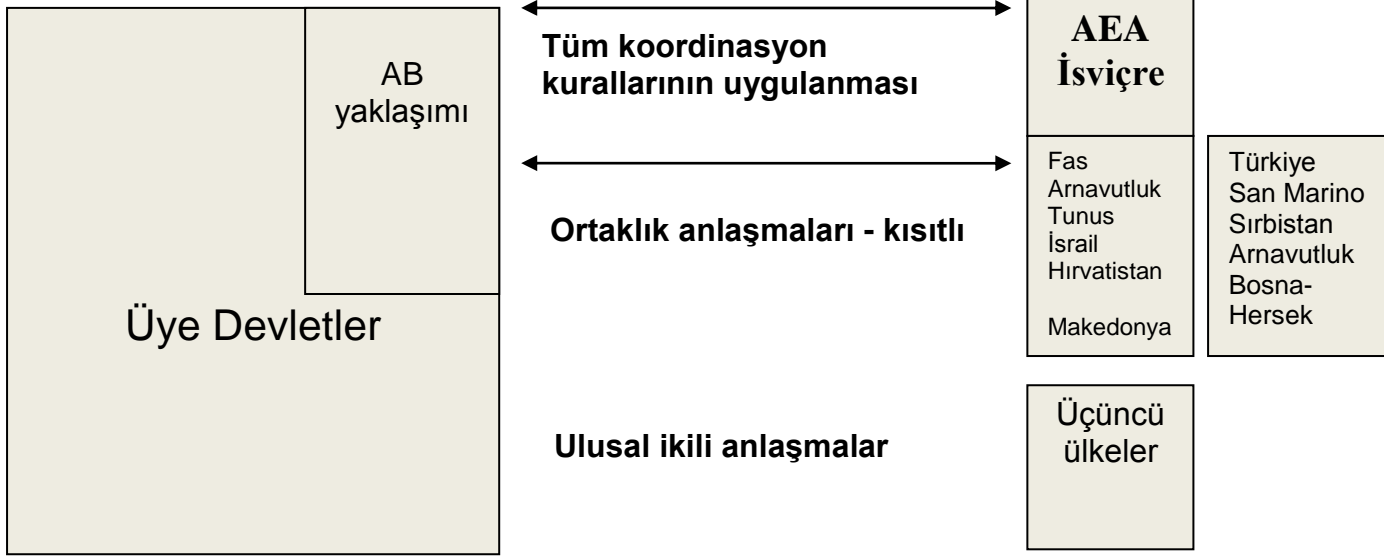 AB
yaklaşımı
Üye Devletler
Tüm koordinasyon
kurallarının uygulanması
Ortaklık anlaşmaları - kısıtlı
Ulusal ikili anlaşmalar
AEA
İsviçre
Fas
Arnavutluk
Tunus
İsrail
Hırvatistan
Makedonya
Türkiye
San Marino
Sırbistan
Arnavutluk
Bosna-
Hersek
Üçüncü
ülkeler